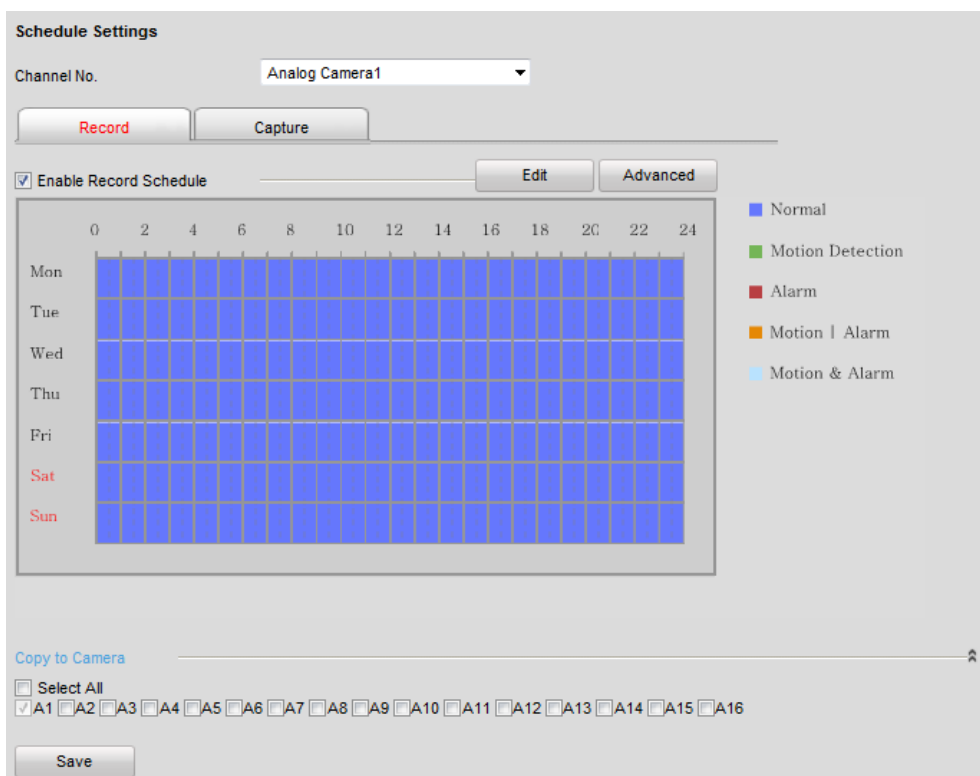 Schedule Settings
Channel No. Analog Camera1
Record Capture
Enable Record Schedule Edit Advanced
0 2 4 6 8 10 12 14 16 18 20 22 24
Normal
Motion Detection
Alarm
Motion | Alarm
Motion & Alarm
Mon
Tue
Wed
Thu
Fri
Sat
Sun
Copy to Camera
Select All
A1 A2 A3 A4 A5 A6 A7 A8 A9 A10 A11 A12 A13 A14 A15 A16
Save